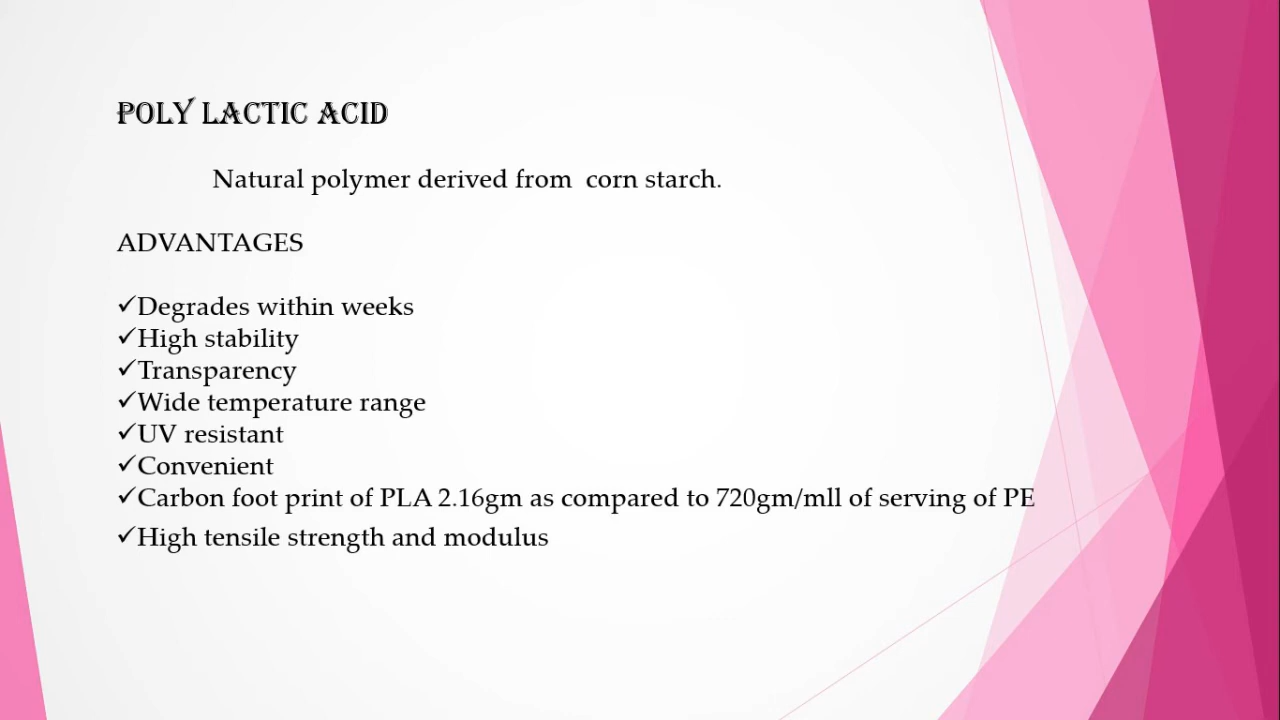 POLY LACTIC ACID
Natural polymer derived from  corn starch.
ADVANTAGES
✓Degrades within weeks
✓High stability
✓Transparency
✓Wide temperature range
✓UV resistant
✓Convenient
✓Carbon foot print of PLA 2.16gm as compared to 720gm/mll of serving of PE
✓High tensile strength and modulus